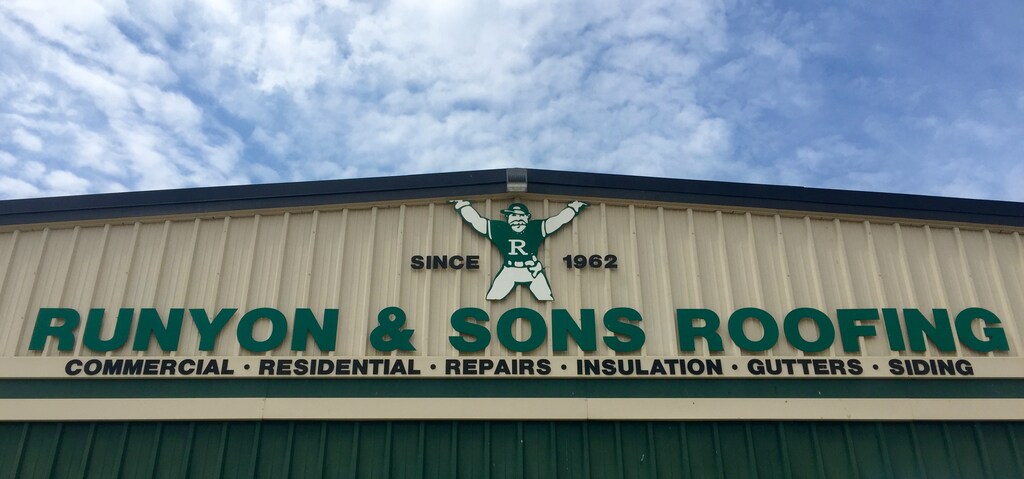 R
SINCE 1962
RUNYON & SONS ROOFING
COMMERCIAL · RESIDENTIAL · REPAIRS · INSULATION · GUTTERS · SIDING